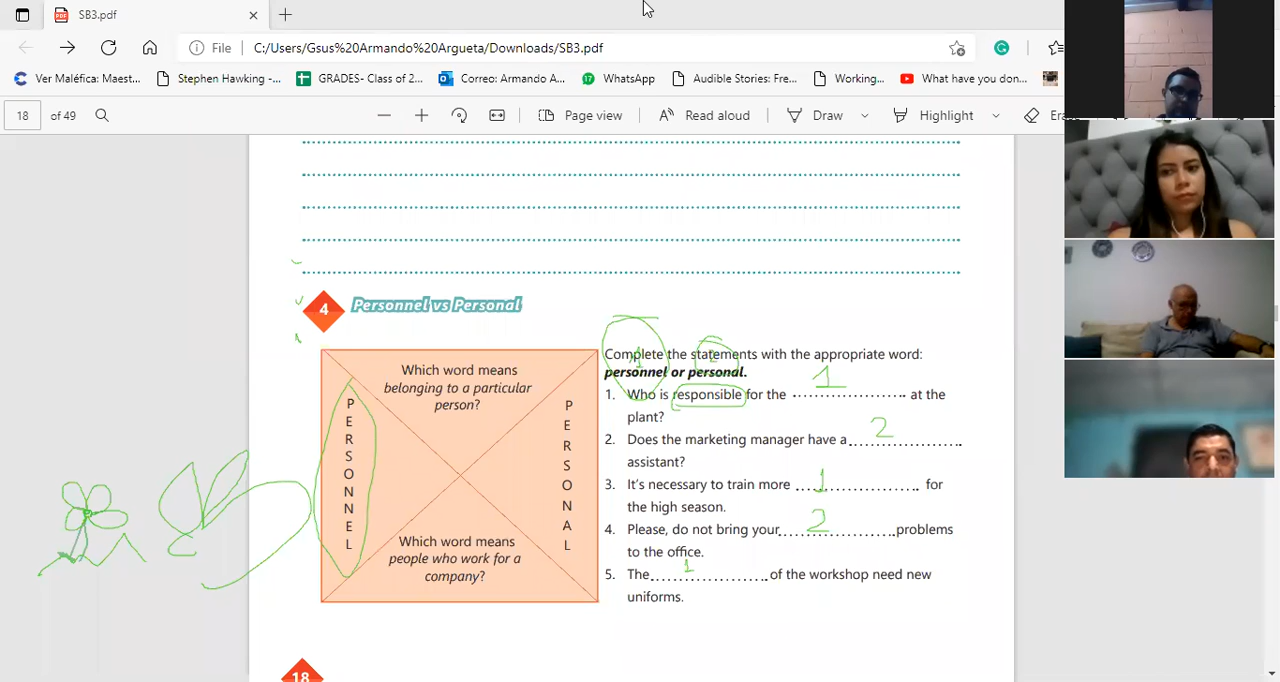 SB3.pdf
File C:/Users/Gsus%20Armando%20Argueta/Downloads/SB3.pdf
Ver Maléfica: Maest... Stephen Hawking -... GRADES- Class of 2... Correo: Armando A... 17 WhatsApp Audible Stories: Fre... Working... What have you don...
18 of 49 Page view Read aloud Draw Highlight
4 Personnel vs Personal
Which word means
belonging to a particular
person?
PERSONNEL
PERSONAL
Which word means
people who work for a
company?
Complete the statements with the appropriate word:
personnel or personal.
1 2
1. Who is responsible for the 1 at the
plant?
2. Does the marketing manager have a 2
assistant?
3. It's necessary to train more 1 for
the high season.
4. Please, do not bring your 2 problems
to the office.
5. The 1 of the workshop need new
uniforms.
18